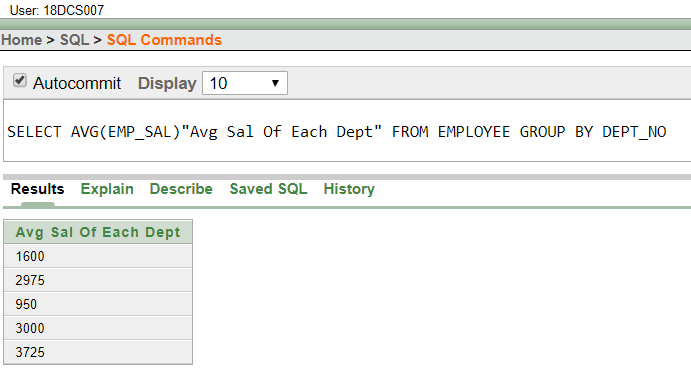 User: 18DCS007
Home > SQL > SQL Commands
Autocommit Display 10
SELECT AVG(EMP_SAL)"Avg Sal Of Each Dept" FROM EMPLOYEE GROUP BY DEPT_NO
Results Explain Describe Saved SQL History
Avg Sal Of Each Dept
1600
2975
950
3000
3725